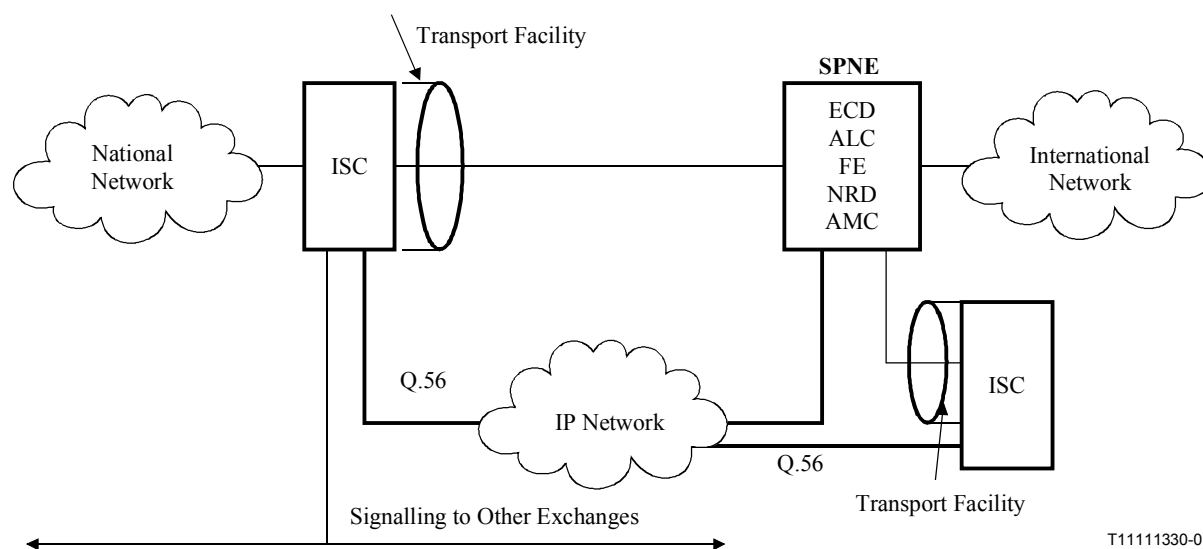 Transport Facility
SPNE
ECD
ALC
FE
NRD
AMC
National
Network
ISC
International
Network
ISC
Q.56
IP Network
Q.56
Transport Facility
Signalling to Other Exchanges
T11111330-0